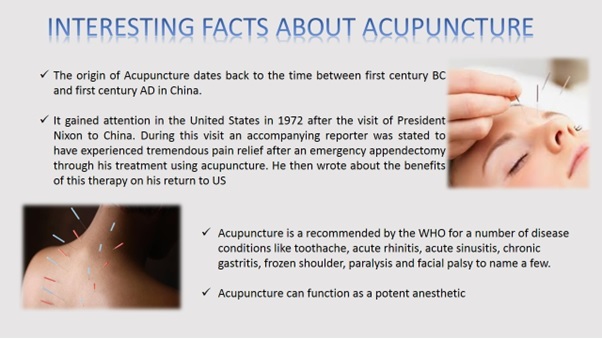 INTERESTING FACTS ABOUT ACUPUNCTURE
✓ The origin of Acupuncture dates back to the time between first century BC
and first century AD in China.
✓ It gained attention in the United States in 1972 after the visit of President
Nixon to China. During this visit an accompanying reporter was stated to
have experienced tremendous pain relief after an emergency appendectomy
through his treatment using acupuncture. He then wrote about the benefits
of this therapy on his return to US
✓ Acupuncture is a recommended by the WHO for a number of disease
conditions like toothache, acute rhinitis, acute sinusitis, chronic
gastritis, frozen shoulder, paralysis and facial palsy to name a few.
✓ Acupuncture can function as a potent anesthetic